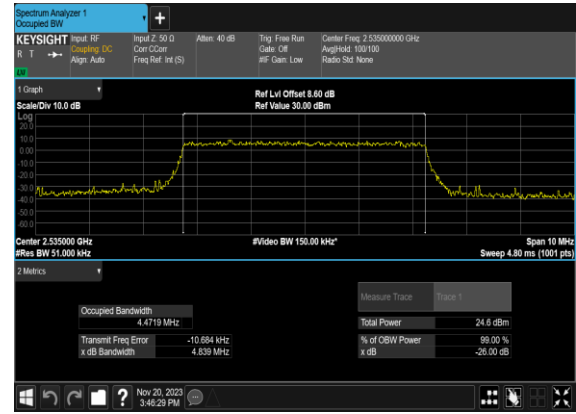 Spectrum Analyzer 1
Occupied BW
+
KEYSIGHT Input: RF Input Z: 50 Ω Atten: 40 dB Trig: Free Run Center Freq: 2.535000000 GHz
R T Coupling: DC Corr CCorr Gate: Off Avg|Hold: 100/100
Align: Auto Freq Ref: Int (S) #IF Gain: Low Radio Std: None
LXI
1 Graph
Ref Lvl Offset 8.60 dB
Scale/Div 10.0 dB Ref Value 30.00 dBm
Log
20.0
10.0
0.00
-10.0
-20.0
-30.0
-40.0
-50.0
-60.0
Center 2.535000 GHz #Video BW 150.00 kHz* Span 10 MHz
#Res BW 51.000 kHz Sweep 4.80 ms (1001 pts)
2 Metrics
Measure Trace Trace 1
Occupied Bandwidth
4.4719 MHz
Total Power 24.6 dBm
Transmit Freq Error -10.684 kHz
% of OBW Power 99.00 %
x dB Bandwidth 4.839 MHz
x dB -26.00 dB
?
Nov 20, 2023
3:46:29 PM